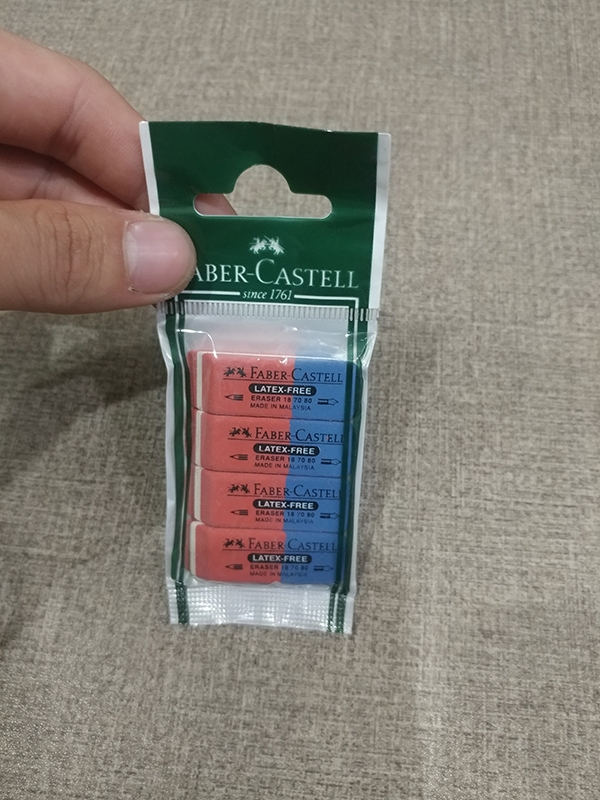 ABER-CASTELL
since 1761
FABER-CASTELL
LATEX-FREE
ERASER 18 70 80
MADE IN MALAYSIA
FABER-CASTELL
LATEX-FREE
ERASER 18 70 80
MADE IN MALAYSIA
FABER-CASTELL
LATEX-FREE
ERASER 18 70 80
MADE IN MALAYSIA
FABER-CASTELL
LATEX-FREE
ERASER 18 70 80
MADE IN MALAYSIA